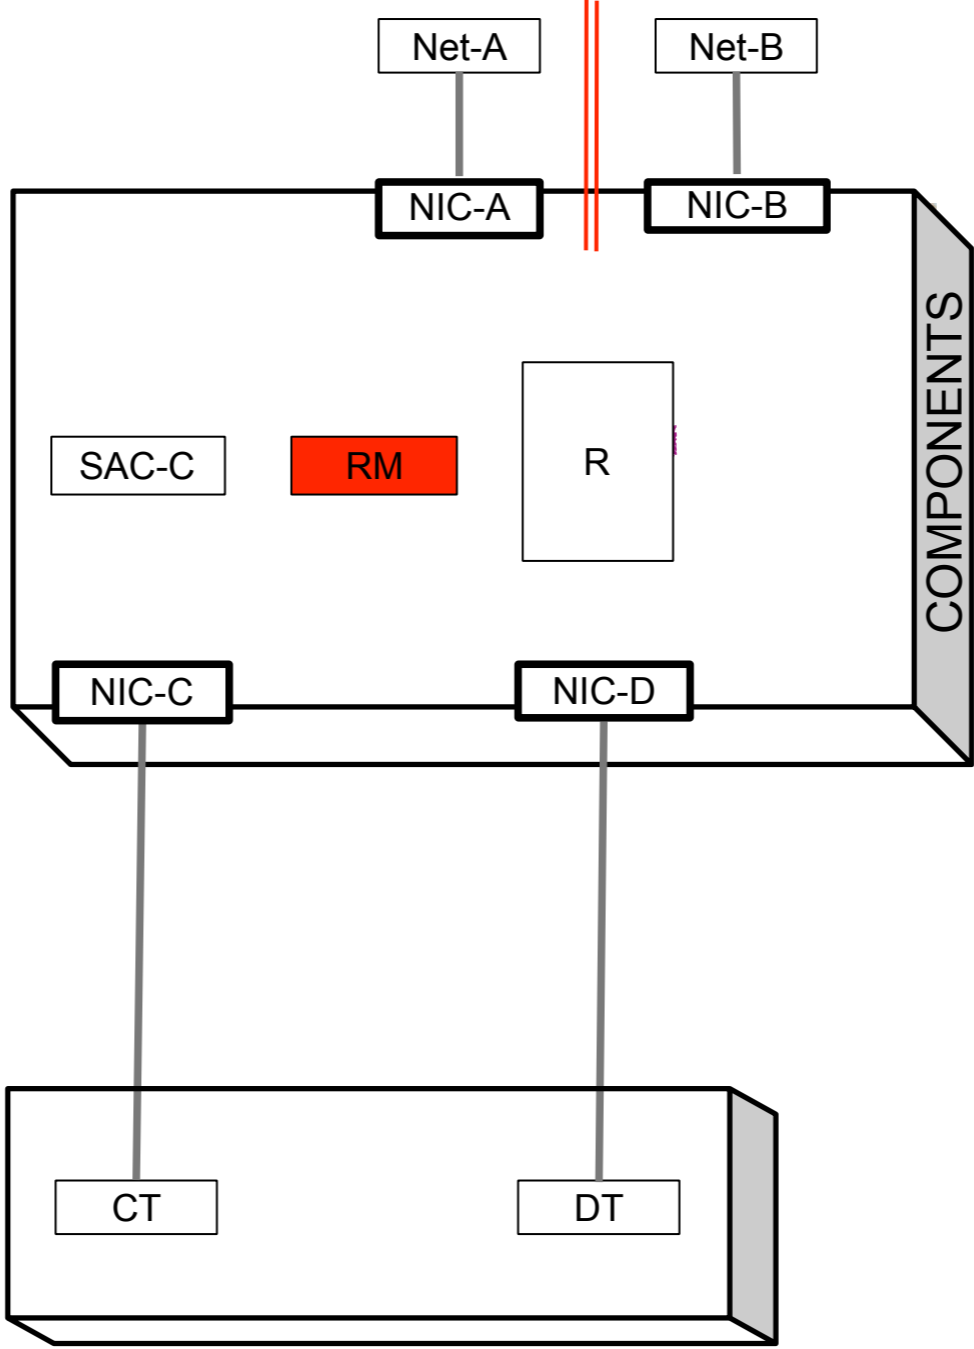 Net-A
Net-B
NIC-A
NIC-B
COMPONENTS
SAC-C
RM
R
NIC-C
NIC-D
CT
DT